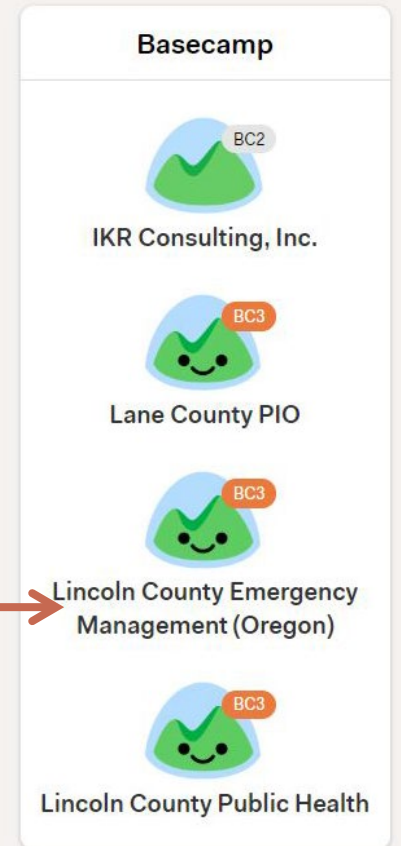 Basecamp
BC2
IKR Consulting, Inc.
BC3
Lane County PIO
BC3
Lincoln County Emergency
Management (Oregon)
BC3
Lincoln County Public Health